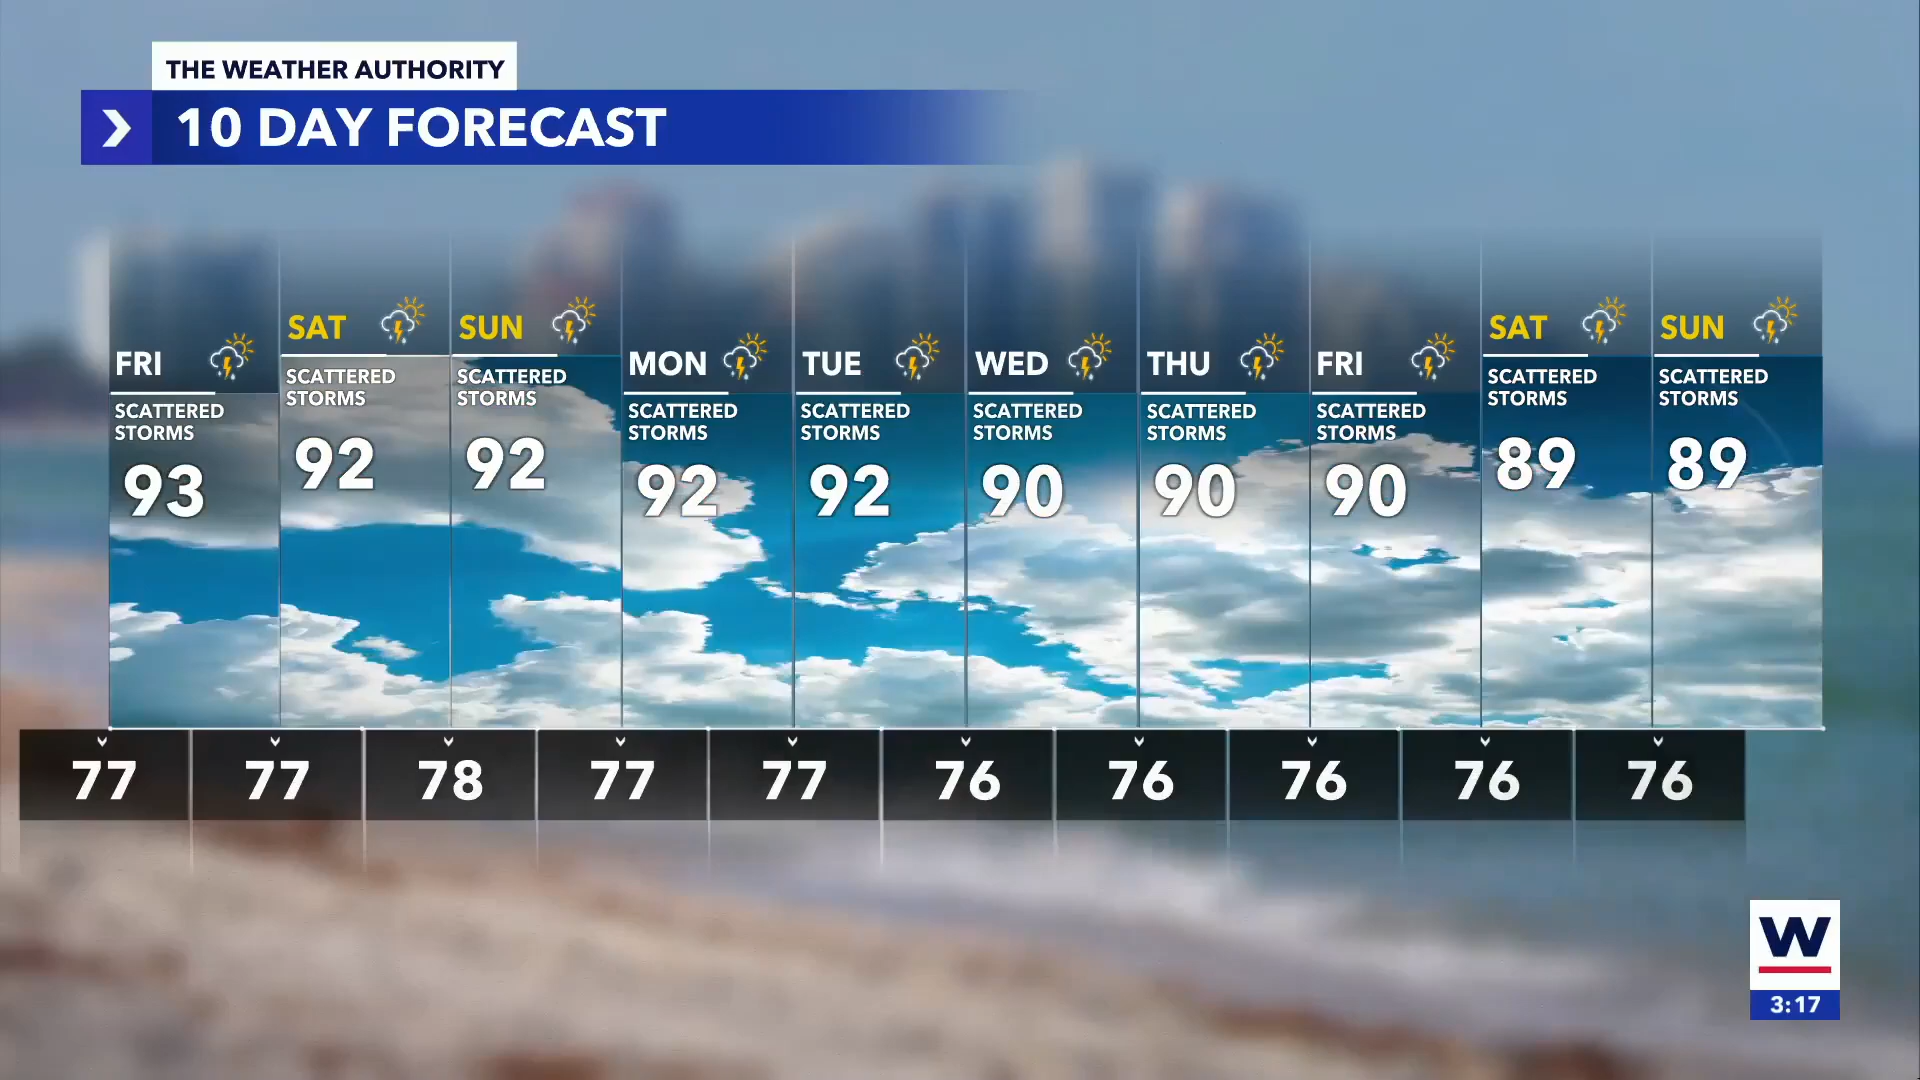 THE WEATHER AUTHORITY
10 DAY FORECAST
FRI
SCATTERED
STORMS
93
SAT
SCATTERED
STORMS
92
SUN
SCATTERED
STORMS
92
MON
SCATTERED
STORMS
92
TUE
SCATTERED
STORMS
92
WED
SCATTERED
STORMS
90
THU
SCATTERED
STORMS
90
FRI
SCATTERED
STORMS
90
SAT
SCATTERED
STORMS
89
SUN
SCATTERED
STORMS
89
77 77 78 77 77 76 76 76 76 76
W
3:17